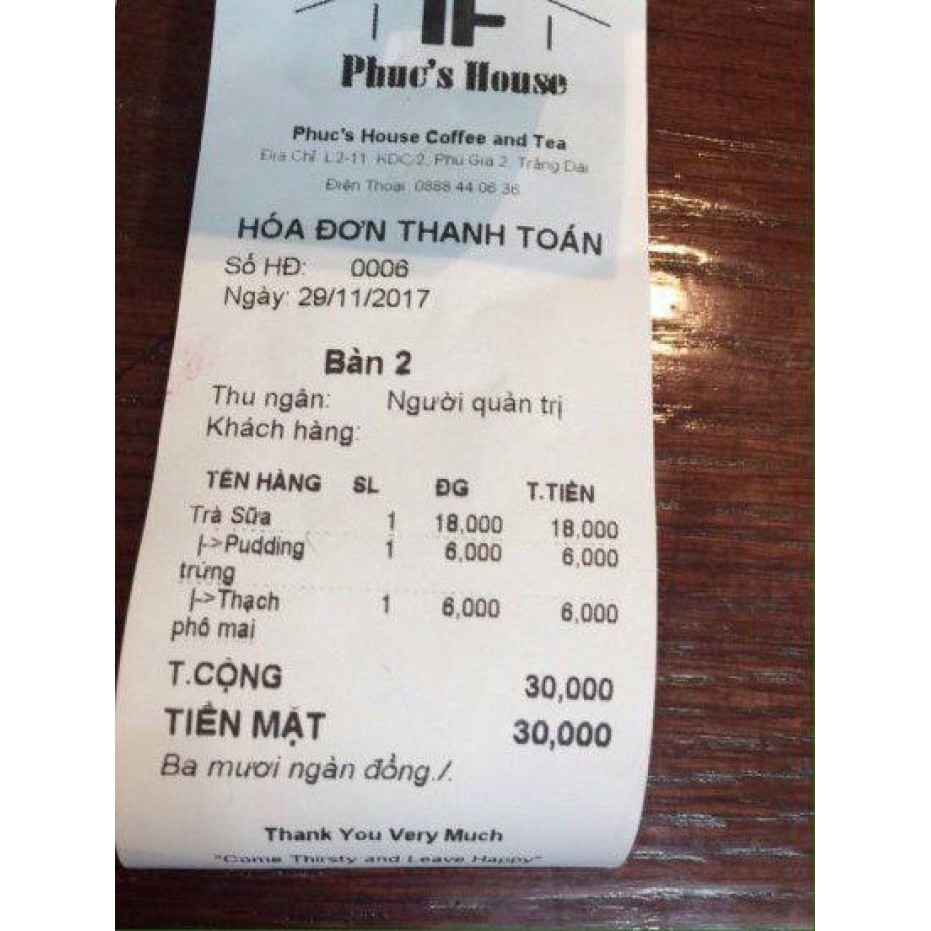 Phuc's House
Phuc's House Coffee and Tea
Địa Chỉ: L2-11 KDC 2, Phú Gia 2, Trảng Dài
Điện Thoại: 0888 44 06 36
HÓA ĐƠN THANH TOÁN
Số HĐ: 0006
Ngày: 29/11/2017
Bàn 2
Thu ngân: Người quản trị
Khách hàng:
TÊN HÀNG SL ĐG T.TIỀN
Trà Sữa 1 18,000 18,000
|->Pudding 1 6,000 6,000
trứng
|->Thạch 1 6,000 6,000
phô mai
T.CỘNG 30,000
TIỀN MẶT 30,000
Ba mươi ngàn đồng./.
Thank You Very Much
"Come Thirsty and Leave Happy"